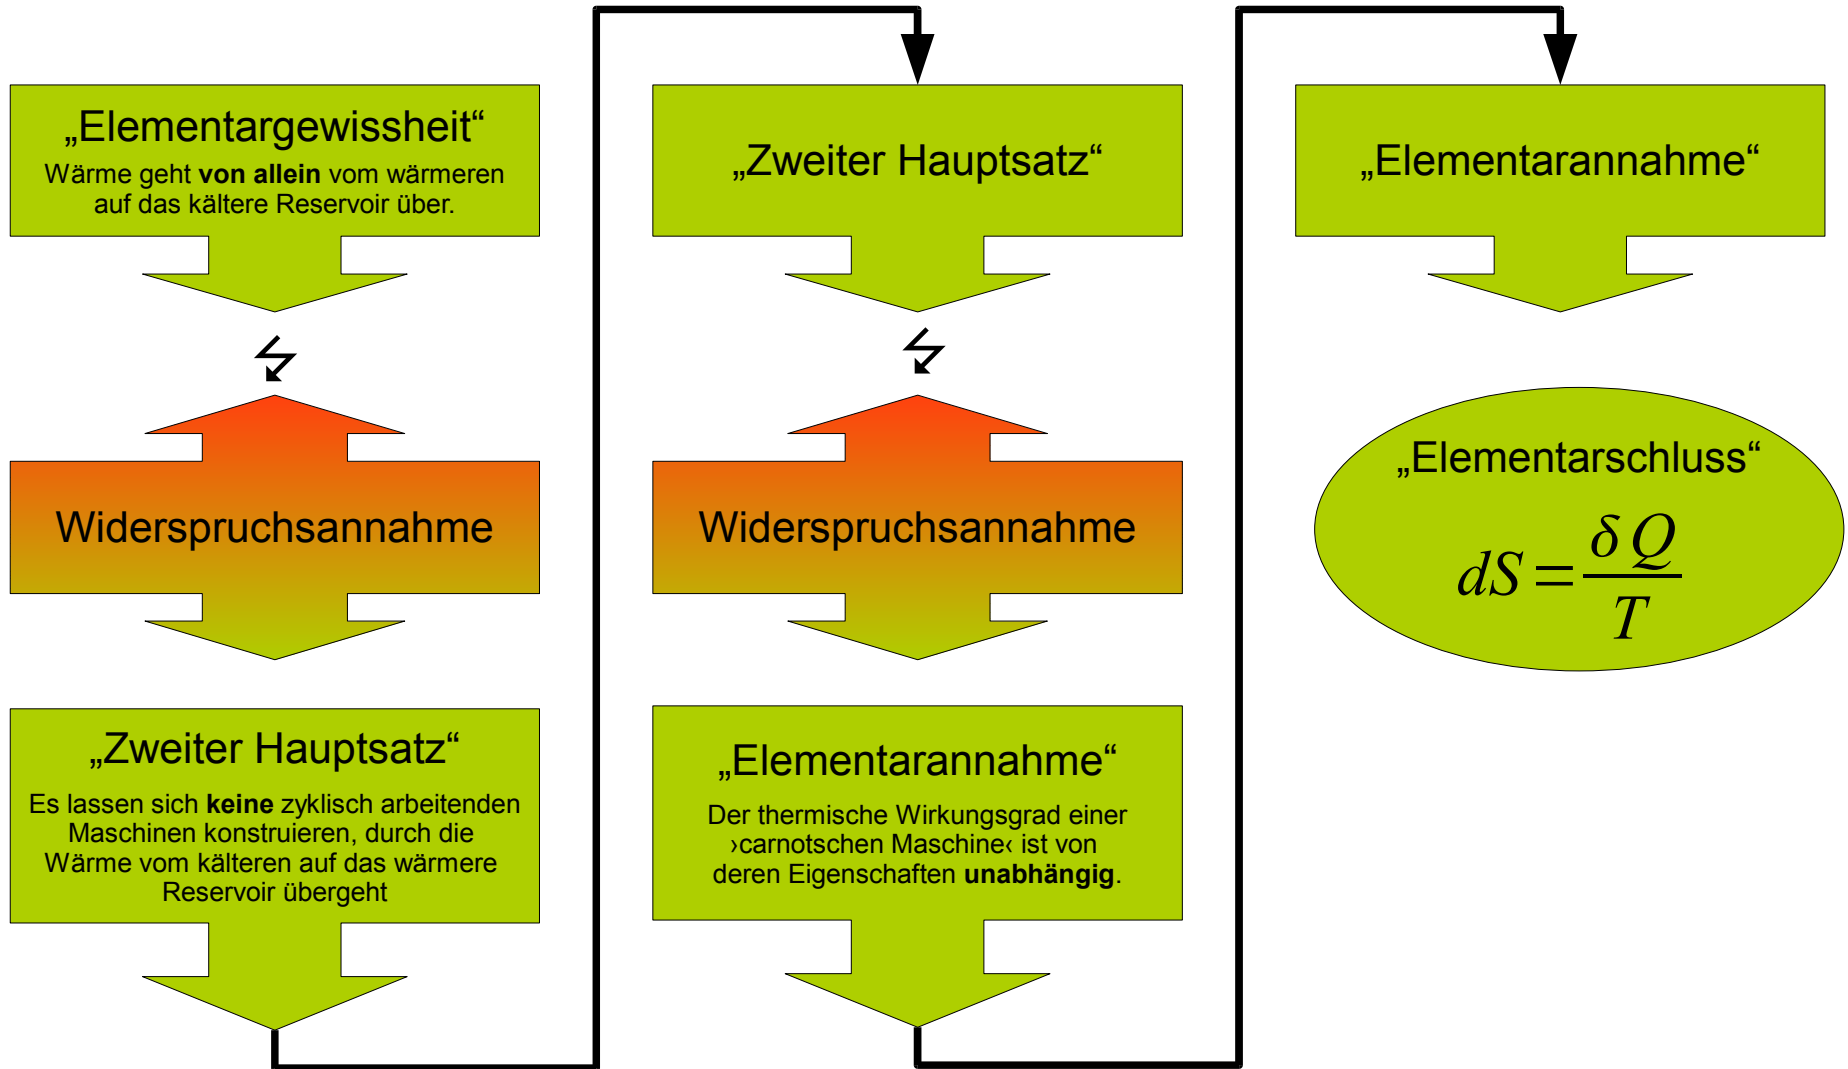 „Elementargewissheit“
Wärme geht von allein vom wärmeren
auf das kältere Reservoir über.
Widerspruchsannahme
„Zweiter Hauptsatz“
Es lassen sich keine zyklisch arbeitenden
Maschinen konstruieren, durch die
Wärme vom kälteren auf das wärmere
Reservoir übergeht
„Zweiter Hauptsatz“
Widerspruchsannahme
„Elementarannahme“
Der thermische Wirkungsgrad einer
›carnotschen Maschine‹ ist von
deren Eigenschaften unabhängig.
„Elementarannahme“
„Elementarschluss“
dS = δ Q / T